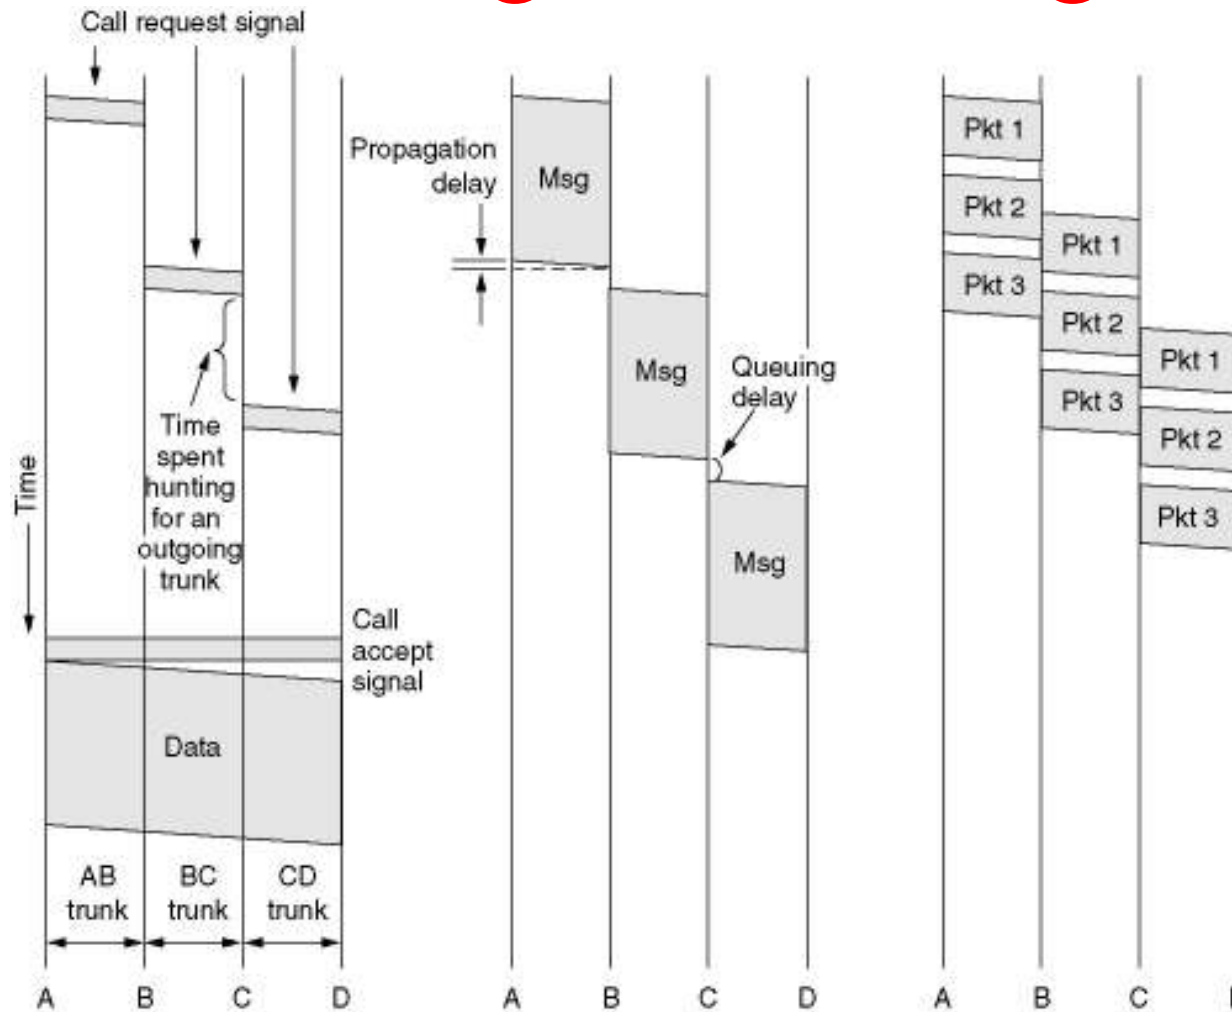 Call request signal
Time
Time
spent
hunting
for an
outgoing
trunk
Call
accept
signal
Data
AB
trunk
BC
trunk
CD
trunk
A
B
C
D
Propagation
delay
Msg
Msg
Queuing
delay
Msg
A
B
C
D
Pkt 1
Pkt 2
Pkt 3
Pkt 1
Pkt 2
Pkt 3
Pkt 1
Pkt 2
Pkt 3
A
B
C